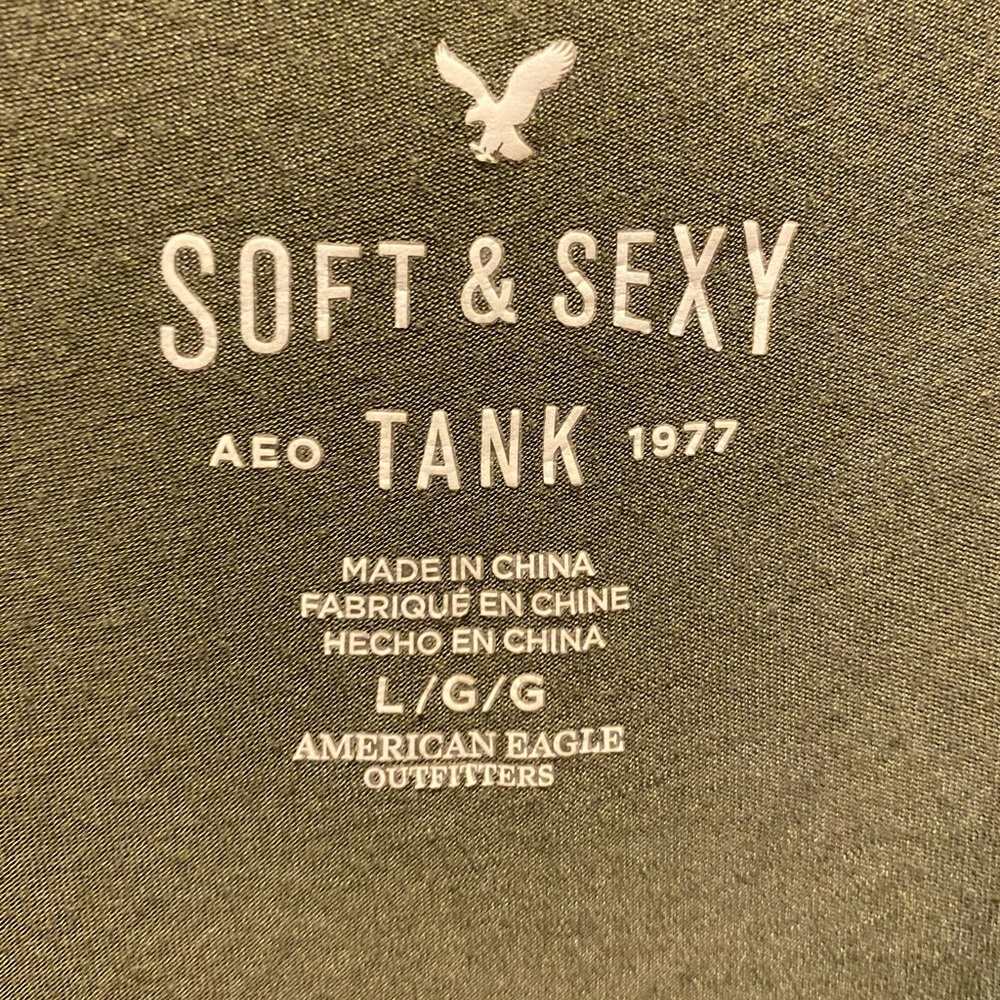 SOFT & SEXY
AEO TANK 1977
MADE IN CHINA
FABRIQUÉ EN CHINE
HECHO EN CHINA
L/G/G
AMERICAN EAGLE
OUTFITTERS